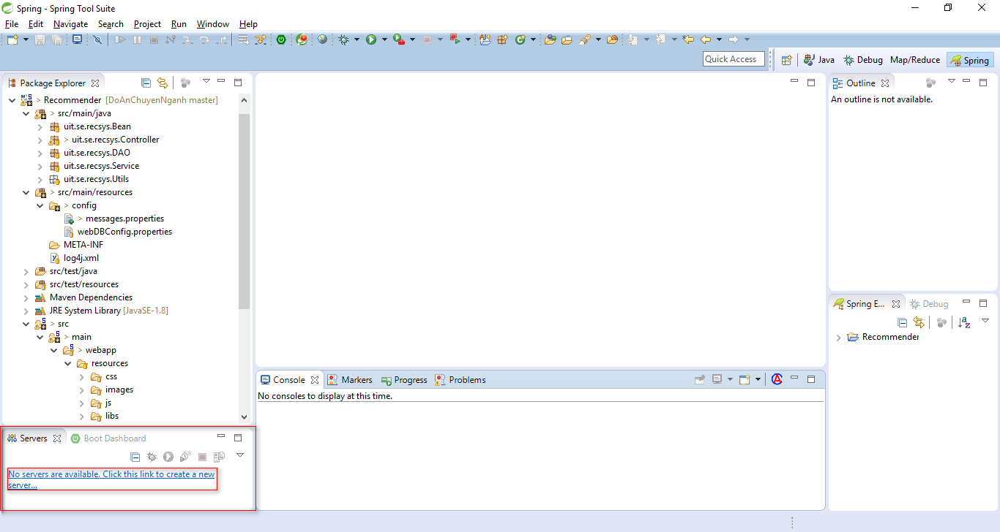 Spring - Spring Tool Suite
File Edit Navigate Search Project Run Window Help
Quick Access
Java Debug Map/Reduce Spring
Package Explorer
> Recommender [DoAnChuyenNganh master]
> src/main/java
uit.se.recsys.Bean
> uit.se.recsys.Controller
uit.se.recsys.DAO
uit.se.recsys.Service
uit.se.recsys.Utils
> src/main/resources
> config
> messages.properties
webDBConfig.properties
META-INF
log4j.xml
src/test/java
src/test/resources
Maven Dependencies
JRE System Library [JavaSE-1.8]
> src
> main
> webapp
resources
css
images
js
libs
Servers Boot Dashboard
No servers are available. Click this link to create a new
server...
Console Markers Progress Problems
No consoles to display at this time.
Outline
An outline is not available.
Spring E... Debug
Recommender